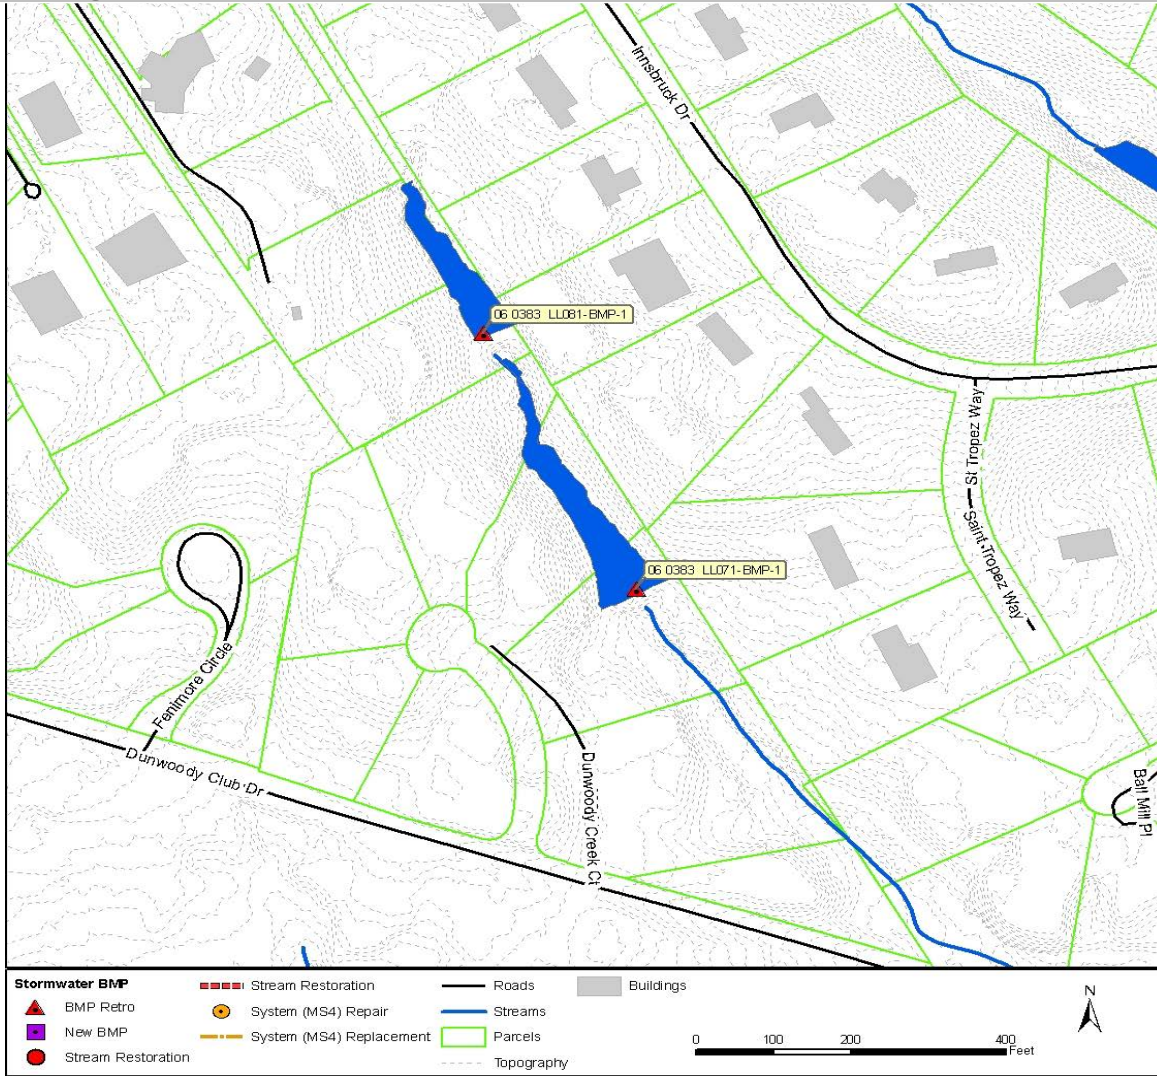 Innsbruck Dr
06 0383 LL081-BMP-1
St Tropez Way
Saint Tropez Way
06 0383 LL071-BMP-1
Fenimore Circle
Dunwoody Club Dr
Dunwoody Creek Ct
Ball Mill Pl
Stormwater BMP
BMP Retro
New BMP
Stream Restoration
Stream Restoration
System (MS4) Repair
System (MS4) Replacement
Roads
Streams
Parcels
Topography
Buildings
N
0 100 200 400
Feet